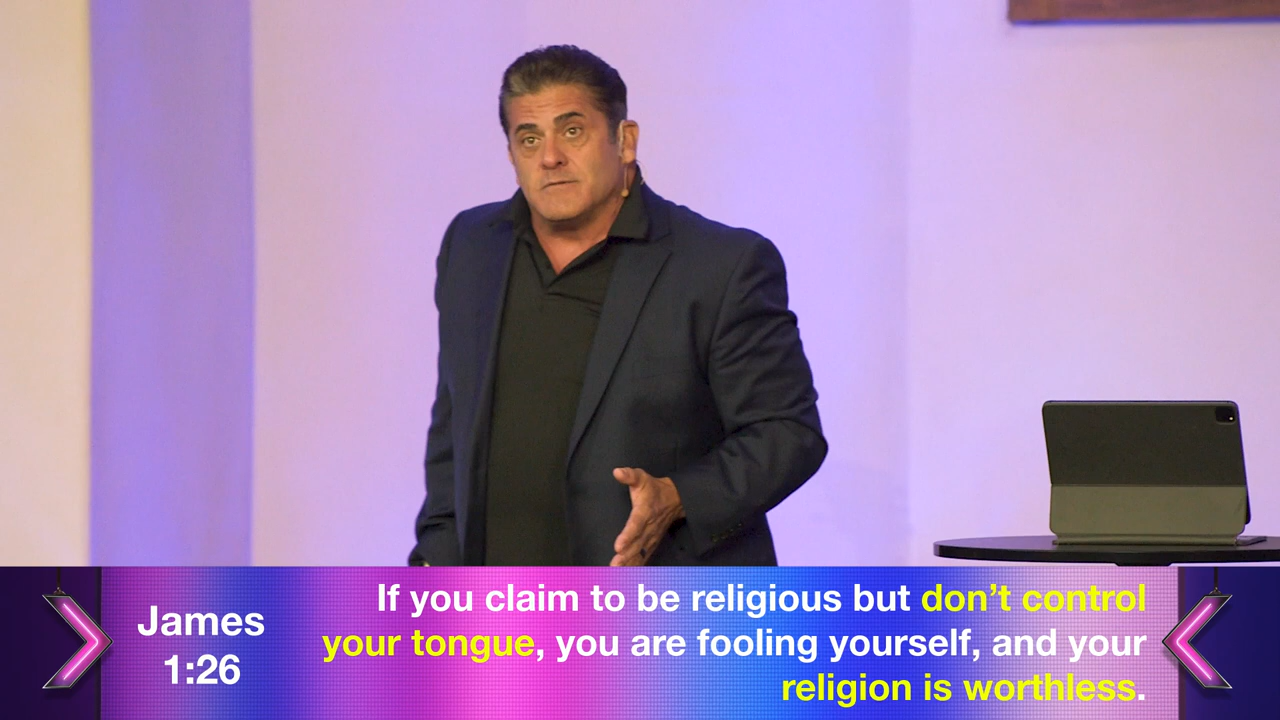 James
1:26
If you claim to be religious but don’t control
your tongue, you are fooling yourself, and your
religion is worthless.